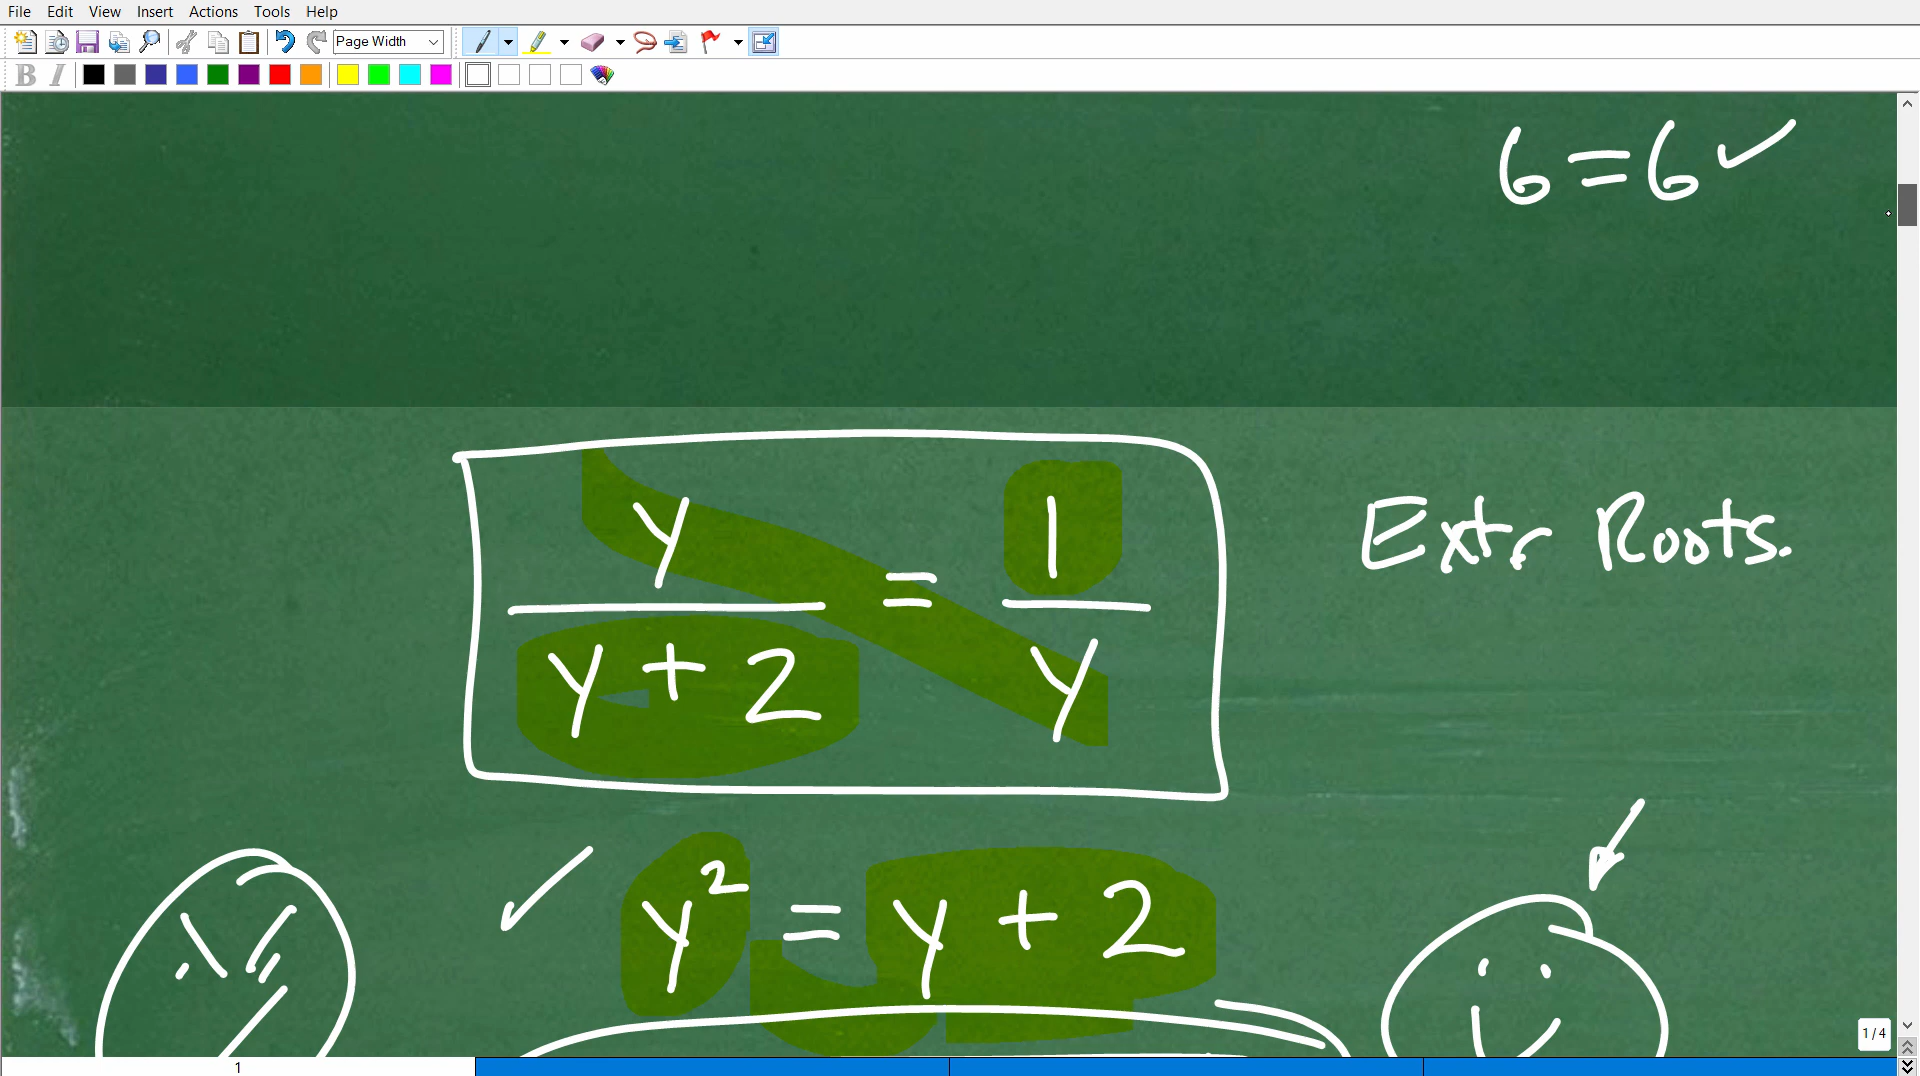 File Edit View Insert Actions Tools Help
Page Width
B I
6 = 6 ✓
y/(y + 2) = 1/y
Extr Roots.
✓ y² = y + 2
1 / 4
1